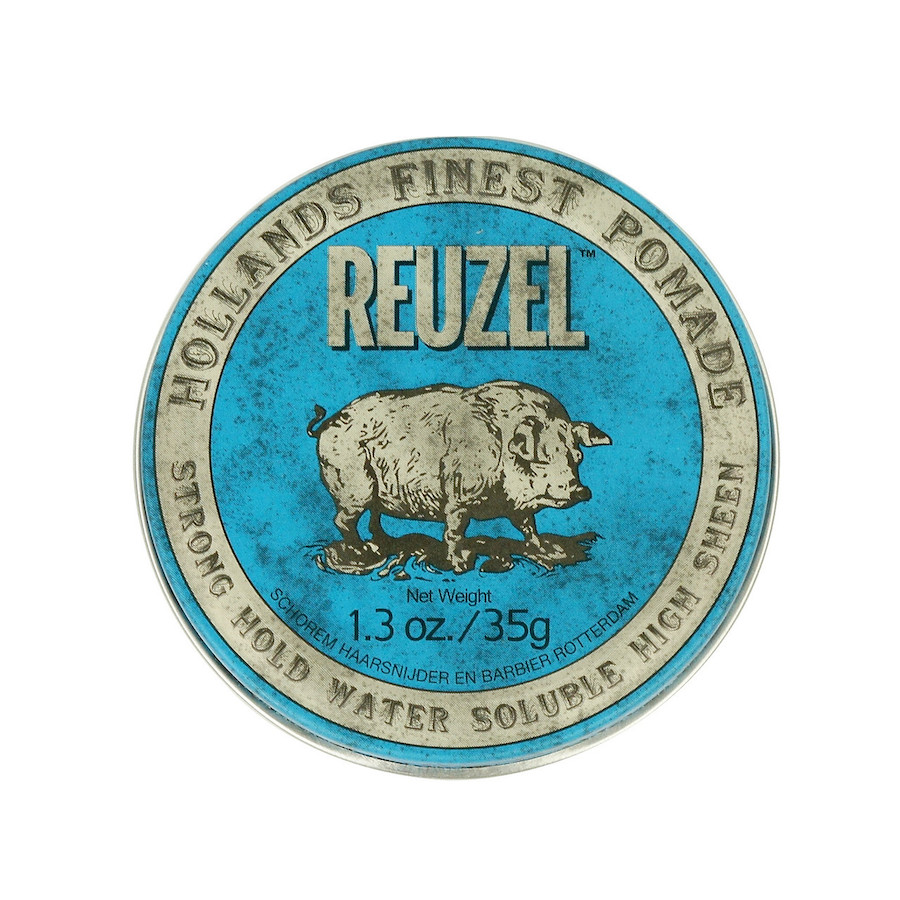 HOLLANDS FINEST POMADE
REUZEL™
Net Weight
1.3 oz./35g
SCHOREM HAARSNIJDER EN BARBIER ROTTERDAM
STRONG HOLD WATER SOLUBLE HIGH SHEEN